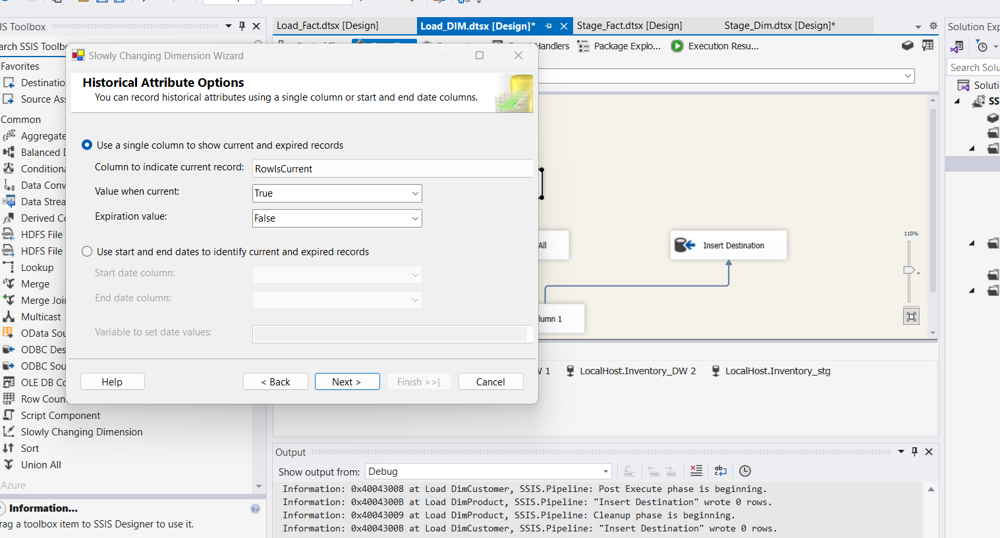 Load_Fact.dtsx [Design]
Load_DIM.dtsx [Design]*
Stage_Fact.dtsx [Design]
Stage_Dim.dtsx [Design]*
Solution Exp
IS Toolbox
arch SSIS Toolbo
Handlers
Package Explo...
Execution Resu...
Search Solu
Soluti
SS
Favorites
Destinatio
Source Ass
Common
Aggregate
Balanced D
Conditiona
Data Conv
Data Strea
Derived Co
HDFS File
HDFS File
Lookup
Merge
Merge Join
Multicast
OData Sou
ODBC Des
ODBC Sou
OLE DB Co
Row Coun
Script Component
Slowly Changing Dimension
Sort
Union All
Azure
Information...
rag a toolbox item to SSIS Designer to use it.
Slowly Changing Dimension Wizard
Historical Attribute Options
You can record historical attributes using a single column or start and end date columns.
Use a single column to show current and expired records
Column to indicate current record:
RowIsCurrent
Value when current:
True
Expiration value:
False
Use start and end dates to identify current and expired records
Start date column:
End date column:
Variable to set date values:
Help
< Back
Next >
Finish >>|
Cancel
All
Insert Destination
lumn 1
110%
W 1
LocalHost.Inventory_DW 2
LocalHost.Inventory_stg
Output
Show output from:
Debug
Information: 0x40043008 at Load DimCustomer, SSIS.Pipeline: Post Execute phase is beginning.
Information: 0x4004300B at Load DimProduct, SSIS.Pipeline: "Insert Destination" wrote 0 rows.
Information: 0x40043009 at Load DimProduct, SSIS.Pipeline: Cleanup phase is beginning.
Information: 0x4004300B at Load DimCustomer, SSIS.Pipeline: "Insert Destination" wrote 0 rows.